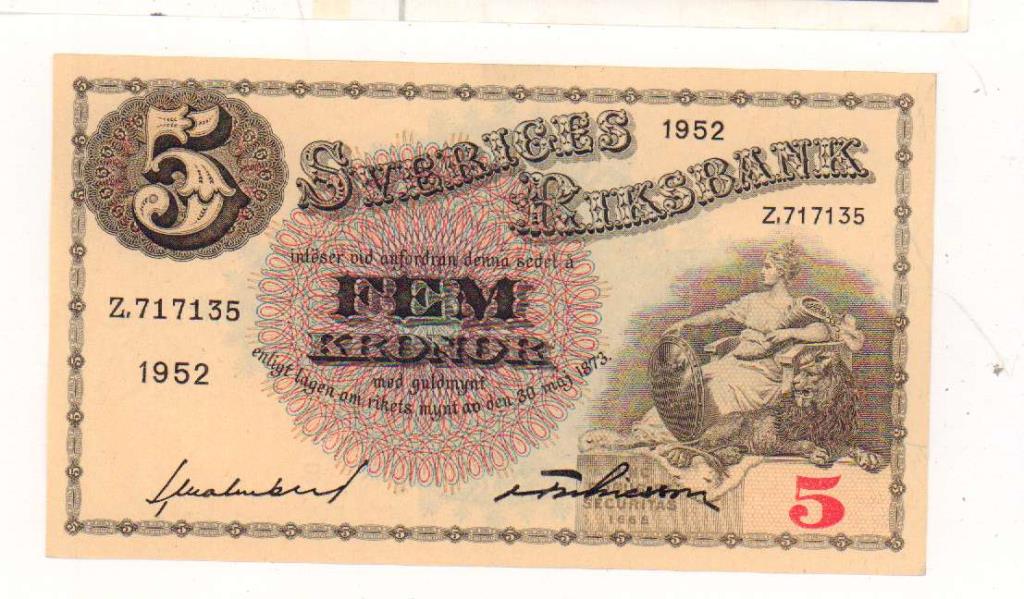 5
SVERIGES
1952
RIKSBANK
Z.717135
inlöser vid anfordran denna sedel å
FEM
Z.717135
KRONOR
1952
med guldmynt
enligt lagen om rikets mynt av den 30 maj 1873.
SECURITAS
1668
5